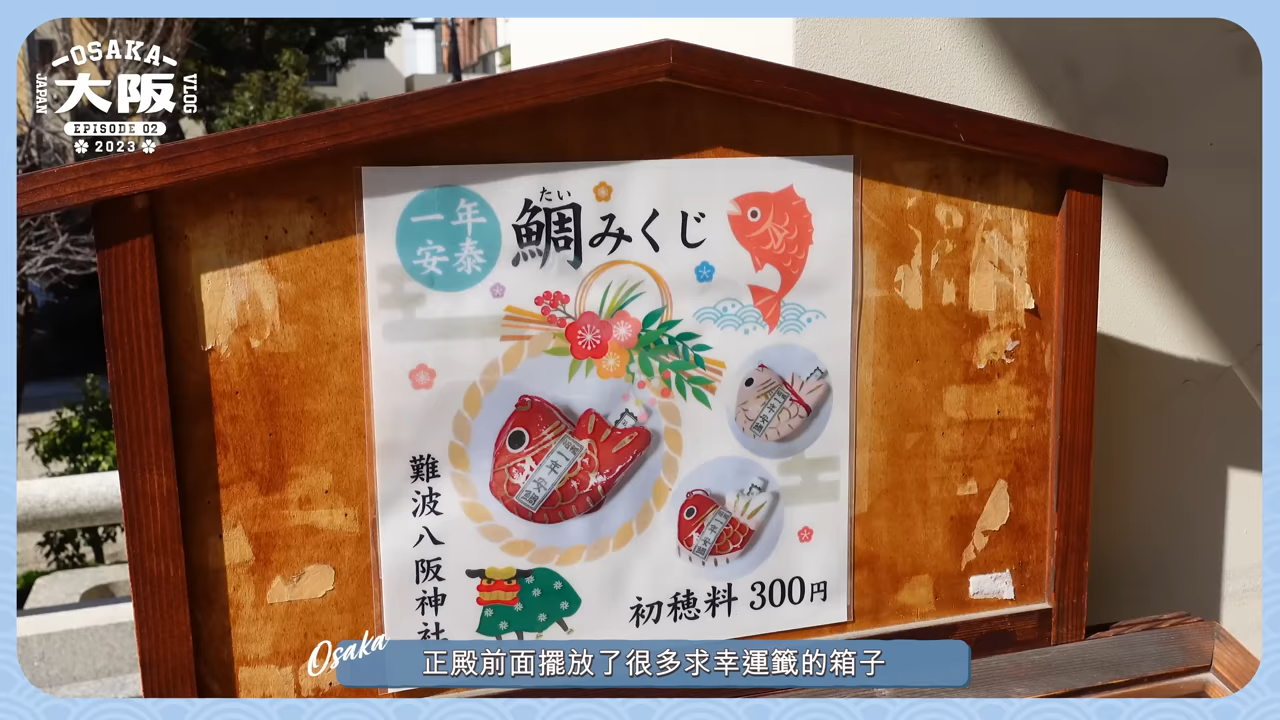 OSAKA
JAPAN
大阪
VLOG
EPISODE 02
2023
一年
安泰
たい
鯛みくじ
一年安鯛
一年安鯛
一年安鯛
難波八阪神社
初穂料 300円
Osaka
正殿前面擺放了很多求幸運籤的箱子